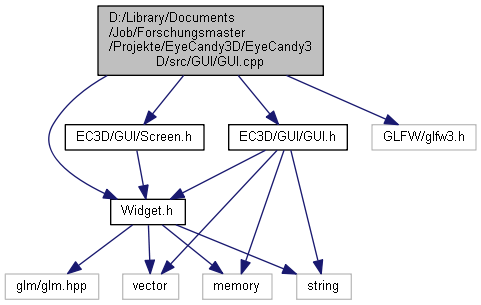 D:/Library/Documents
/Job/Forschungsmaster
/Projekte/EyeCandy3D/EyeCandy3
D/src/GUI/GUI.cpp
EC3D/GUI/Screen.h
EC3D/GUI/GUI.h
GLFW/glfw3.h
Widget.h
glm/glm.hpp
vector
memory
string